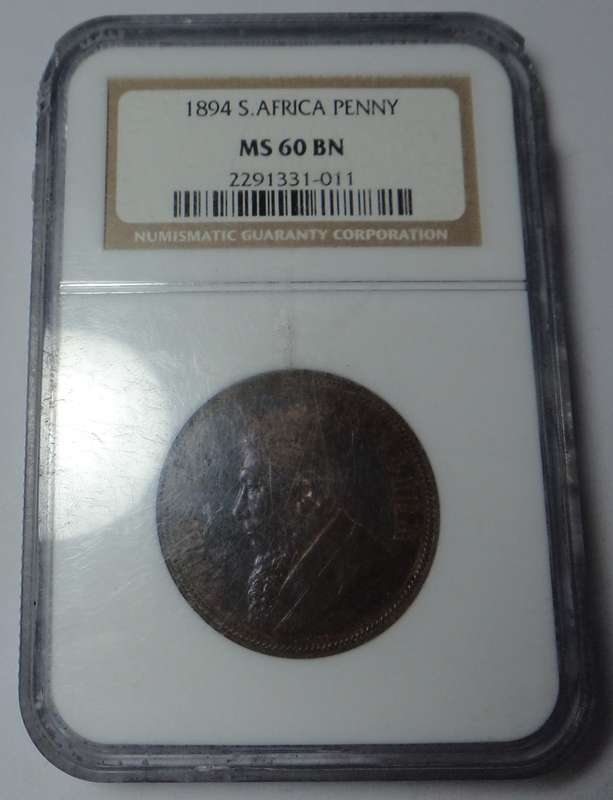 1894 S.AFRICA PENNY
MS 60 BN
2291331-011
NUMISMATIC GUARANTY CORPORATION